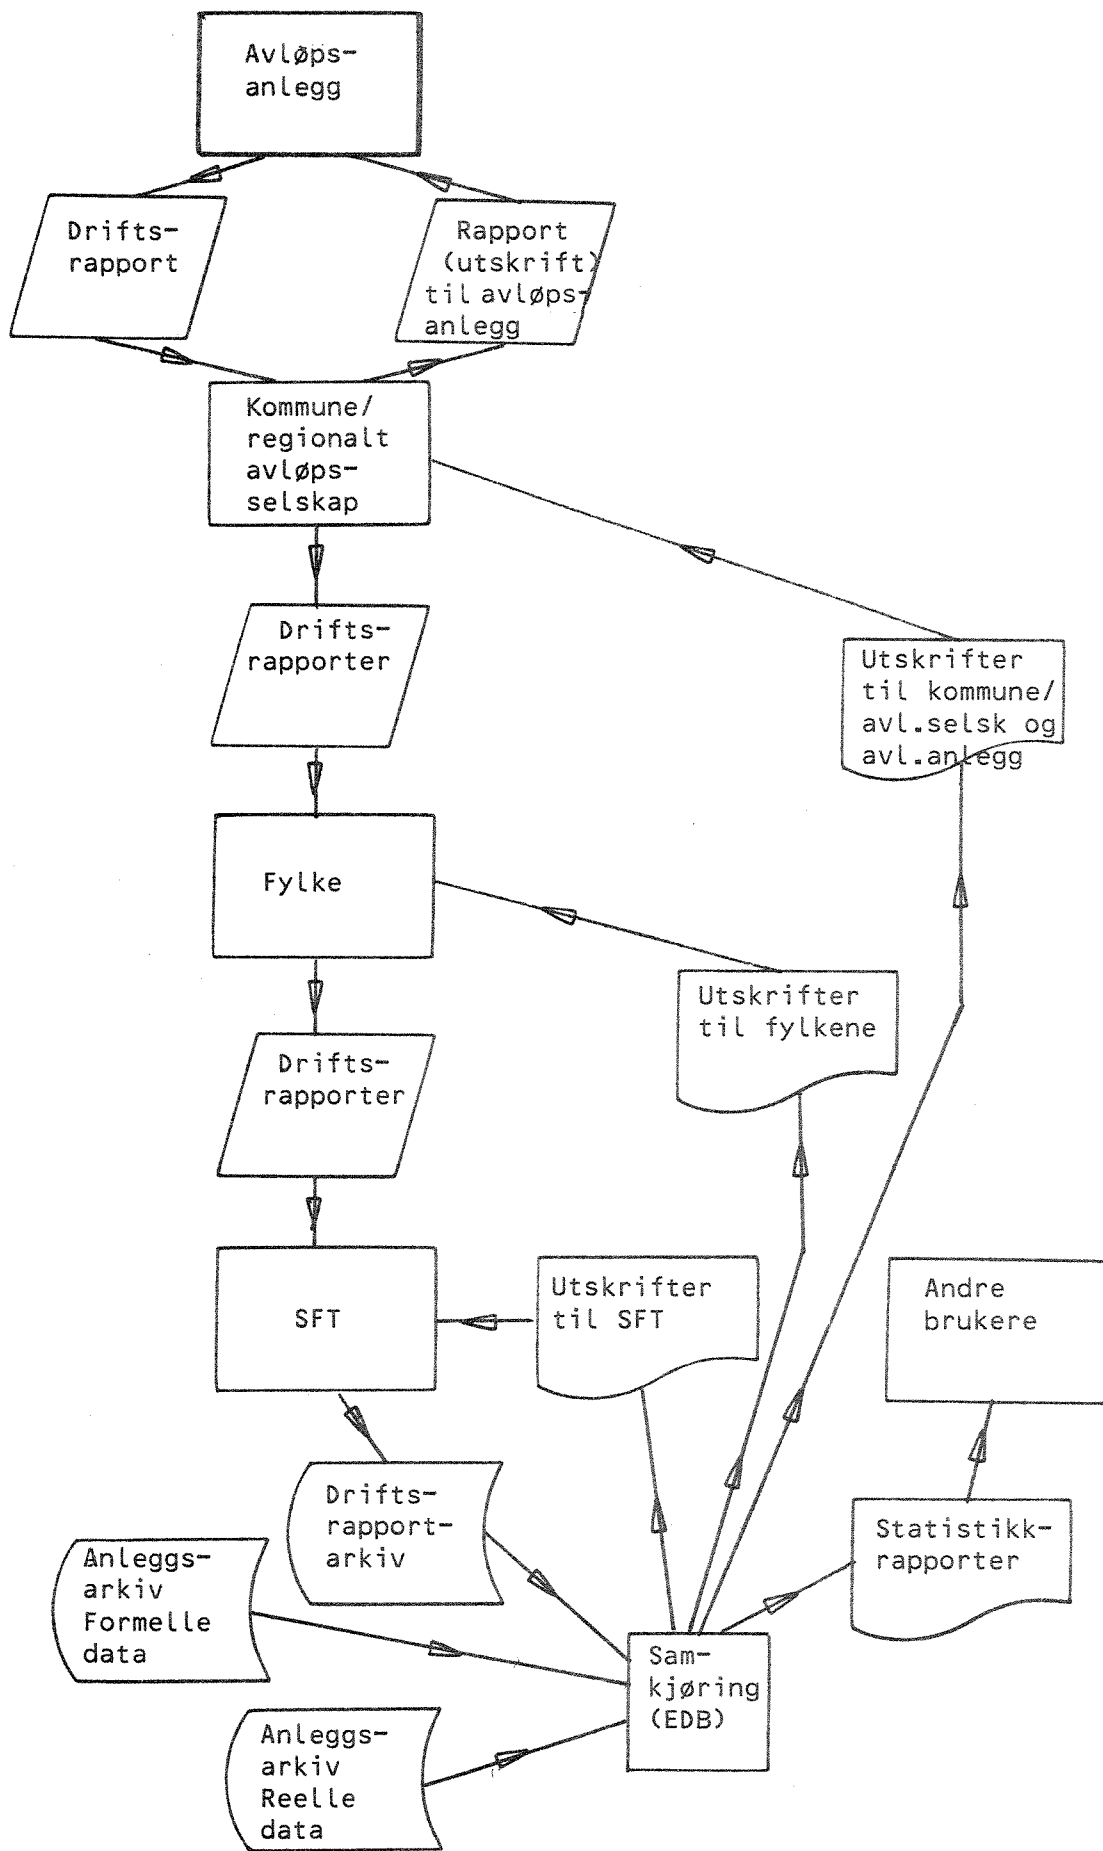 Avløps-
anlegg
Drifts-
rapport
Rapport
(utskrift)
til avløps-
anlegg
Kommune/
regionalt
avløps-
selskap
Drifts-
rapporter
Utskrifter
til kommune/
avl.selsk og
avl.anlegg
Fylke
Utskrifter
til fylkene
Drifts-
rapporter
SFT
Utskrifter
til SFT
Andre
brukere
Drifts-
rapport-
arkiv
Statistikk-
rapporter
Anleggs-
arkiv
Formelle
data
Sam-
kjøring
(EDB)
Anleggs-
arkiv
Reelle
data